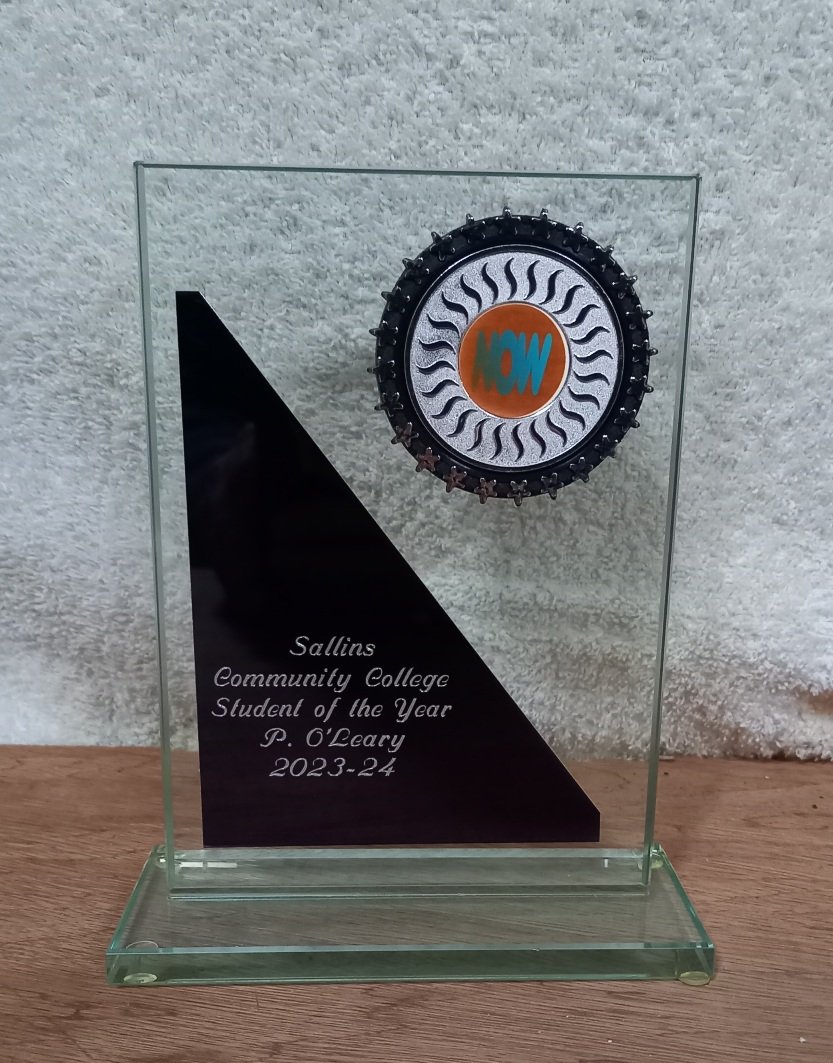 NOW
Sallins
Community College
Student of the Year
P. O'Leary
2023-24